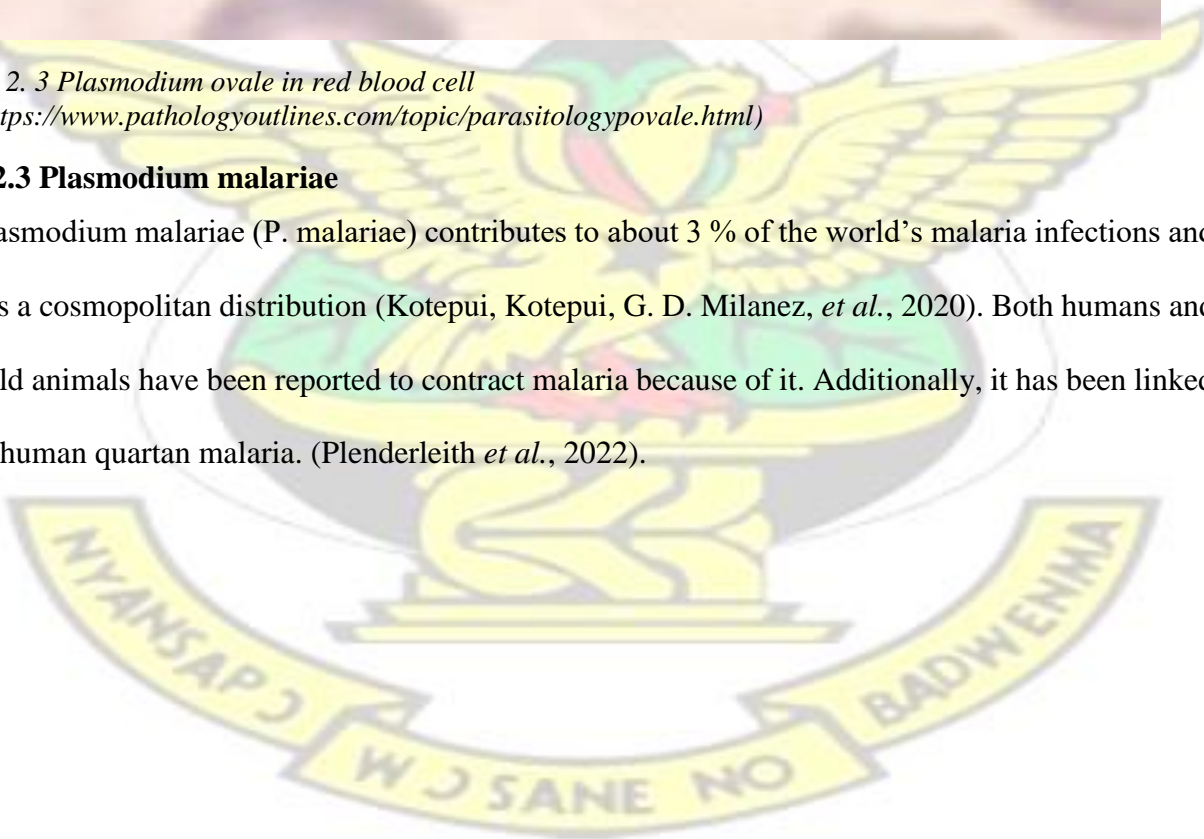 2. 3 Plasmodium ovale in red blood cell
tps://www.pathologyoutlines.com/topic/parasitologypovale.html)
2.3 Plasmodium malariae
asmodium malariae (P. malariae) contributes to about 3 % of the world’s malaria infections and
s a cosmopolitan distribution (Kotepui, Kotepui, G. D. Milanez, et al., 2020). Both humans and
ld animals have been reported to contract malaria because of it. Additionally, it has been linked
human quartan malaria. (Plenderleith et al., 2022).
NYANSAPƆ
WƆSANE NO
BADWENMA